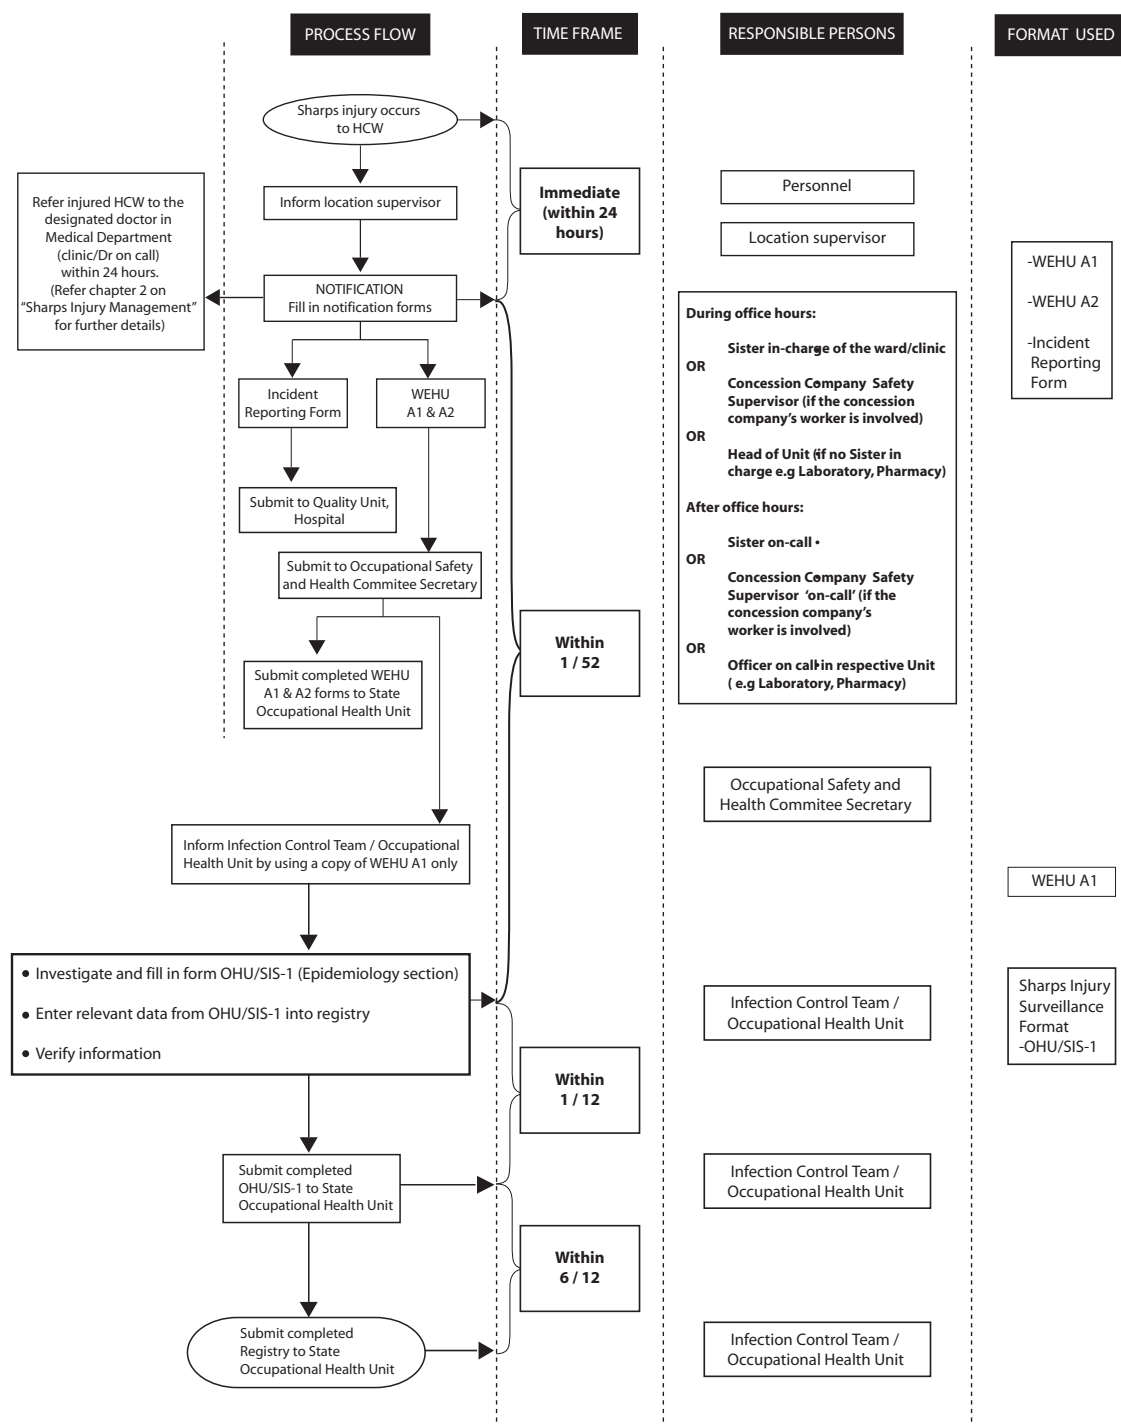 PROCESS FLOW
TIME FRAME
RESPONSIBLE PERSONS
FORMAT USED
Sharps injury occurs
to HCW
Inform location supervisor
Refer injured HCW to the
designated doctor in
Medical Department
(clinic/Dr on call)
within 24 hours.
(Refer chapter 2 on
“Sharps Injury Management”
for further details)
NOTIFICATION
Fill in notification forms
Incident
Reporting Form
WEHU
A1 & A2
Submit to Quality Unit,
Hospital
Submit to Occupational Safety
and Health Commitee Secretary
Submit completed WEHU
A1 & A2 forms to State
Occupational Health Unit
Inform Infection Control Team / Occupational
Health Unit by using a copy of WEHU A1 only
• Investigate and fill in form OHU/SIS-1 (Epidemiology section)
• Enter relevant data from OHU/SIS-1 into registry
• Verify information
Submit completed
OHU/SIS-1 to State
Occupational Health Unit
Submit completed
Registry to State
Occupational Health Unit
Immediate
(within 24
hours)
Within
1 / 52
Within
1 / 12
Within
6 / 12
Personnel
Location supervisor
During office hours:
Sister in-charge of the ward/clinic
OR
Concession Company Safety
Supervisor (if the concession
company’s worker is involved)
OR
Head of Unit (if no Sister in
charge e.g Laboratory, Pharmacy)
After office hours:
Sister on-call •
OR
Concession Company Safety
Supervisor ‘on-call’ (if the
concession company’s
worker is involved)
OR
Officer on call in respective Unit
( e.g Laboratory, Pharmacy)
Occupational Safety and
Health Commitee Secretary
Infection Control Team /
Occupational Health Unit
Infection Control Team /
Occupational Health Unit
Infection Control Team /
Occupational Health Unit
-WEHU A1
-WEHU A2
-Incident
Reporting
Form
WEHU A1
Sharps Injury
Surveillance
Format
-OHU/SIS-1